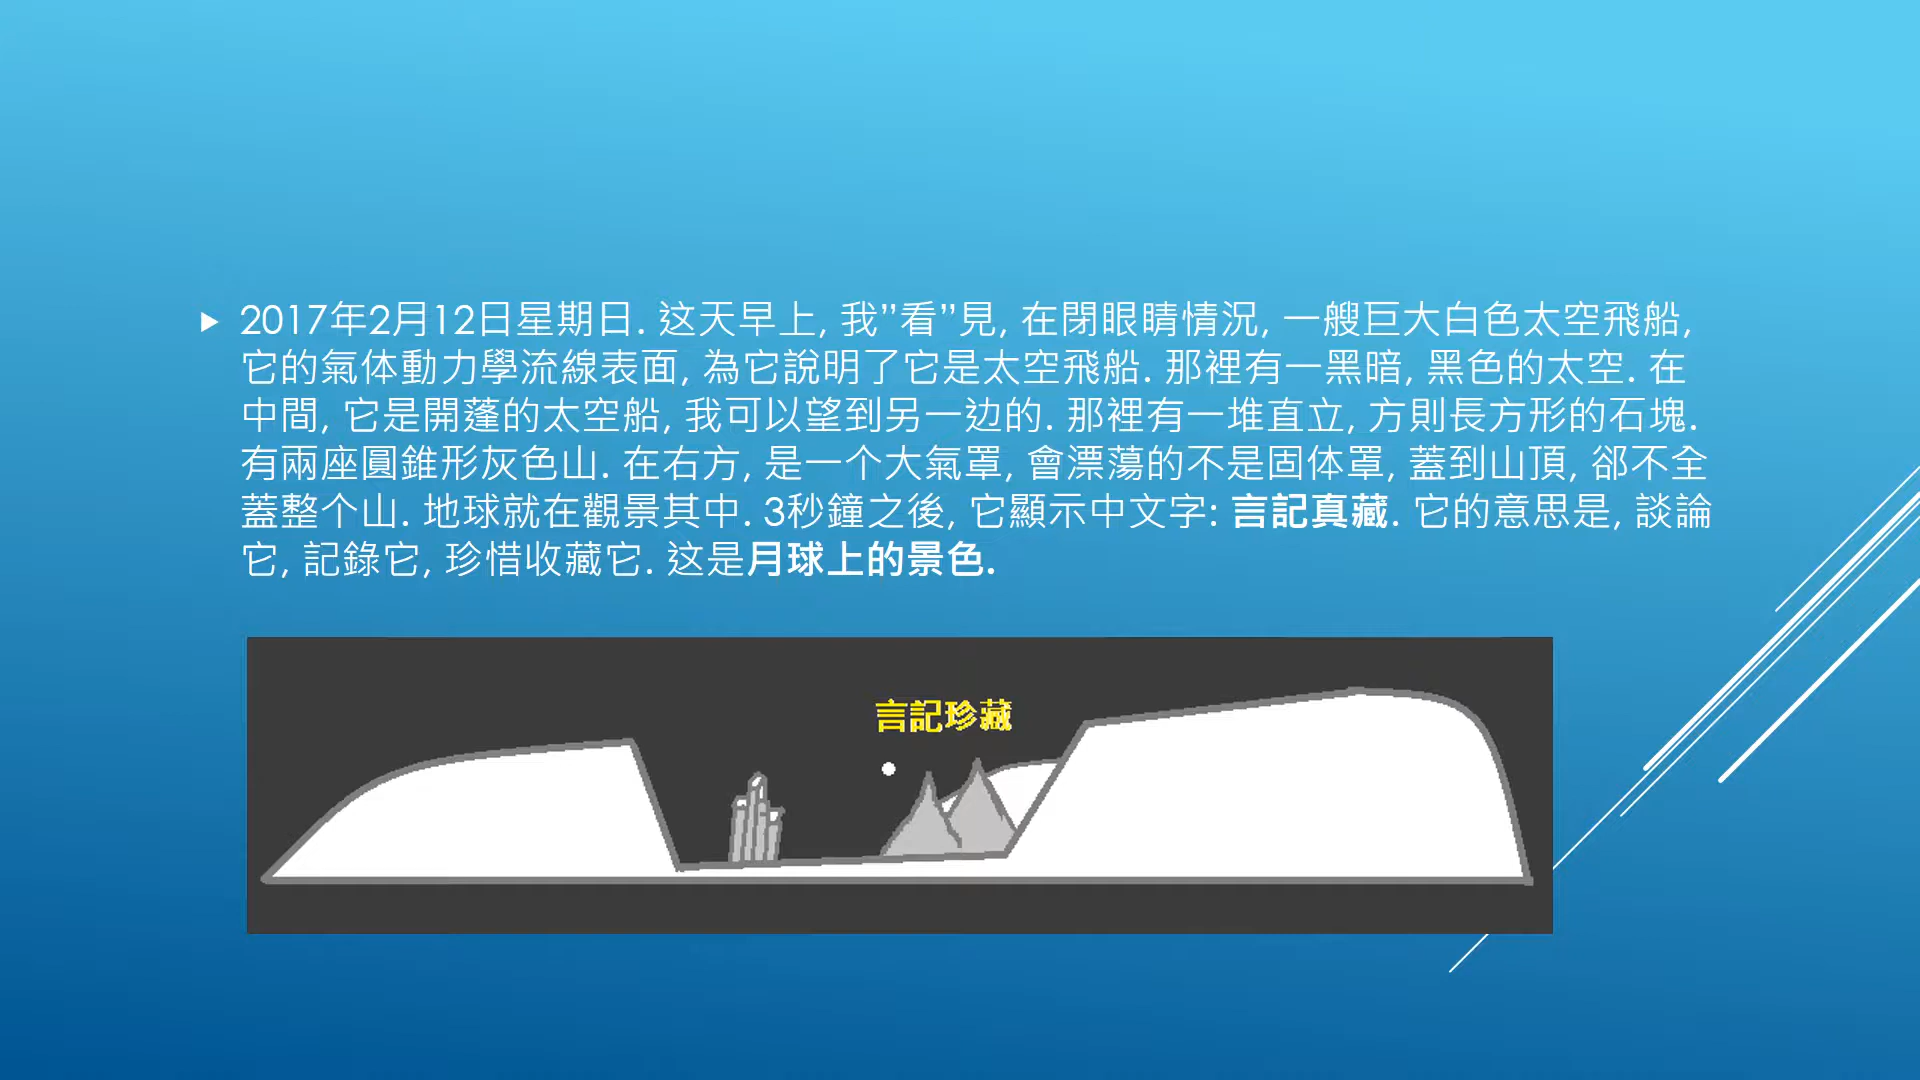 2017年2月12日星期日. 这天早上, 我”看”見, 在閉眼睛情況, 一艘巨大白色太空飛船,
它的氣体動力學流線表面, 為它說明了它是太空飛船. 那裡有一黑暗, 黑色的太空. 在
中間, 它是開蓬的太空船, 我可以望到另一边的. 那裡有一堆直立, 方則長方形的石塊.
有兩座圓錐形灰色山. 在右方, 是一个大氣罩, 會漂蕩的不是固体罩, 蓋到山頂, 卻不全
蓋整个山. 地球就在觀景其中. 3秒鐘之後, 它顯示中文字: 言記真藏. 它的意思是, 談論
它, 記錄它, 珍惜收藏它. 这是月球上的景色.
言記珍藏